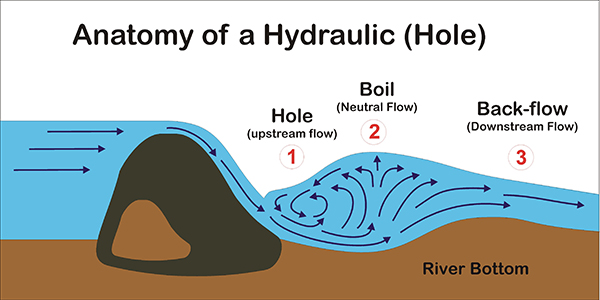 Anatomy of a Hydraulic (Hole)
Hole
(upstream flow)
1
Boil
(Neutral Flow)
2
Back-flow
(Downstream Flow)
3
River Bottom